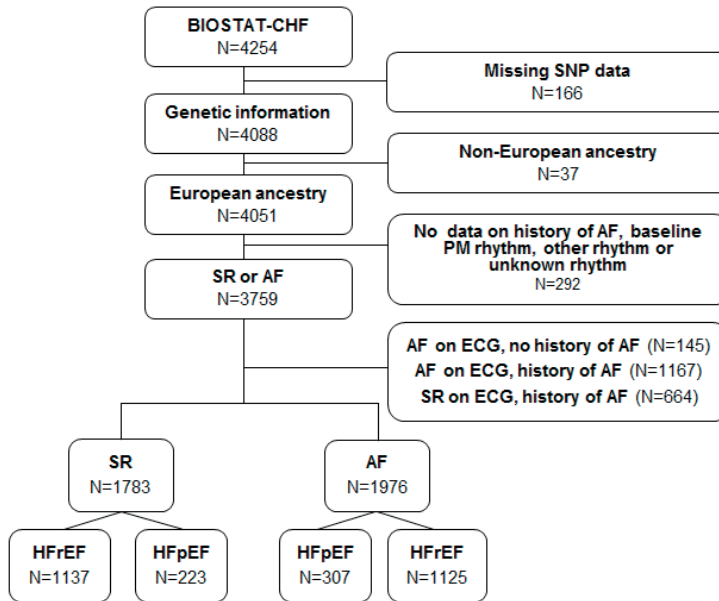 BIOSTAT-CHF
N=4254
Missing SNP data
N=166
Genetic information
N=4088
Non-European ancestry
N=37
European ancestry
N=4051
No data on history of AF, baseline
PM rhythm, other rhythm or
unknown rhythm
N=292
SR or AF
N=3759
AF on ECG, no history of AF (N=145)
AF on ECG, history of AF (N=1167)
SR on ECG, history of AF (N=664)
SR
N=1783
AF
N=1976
HFrEF
N=1137
HFpEF
N=223
HFpEF
N=307
HFrEF
N=1125